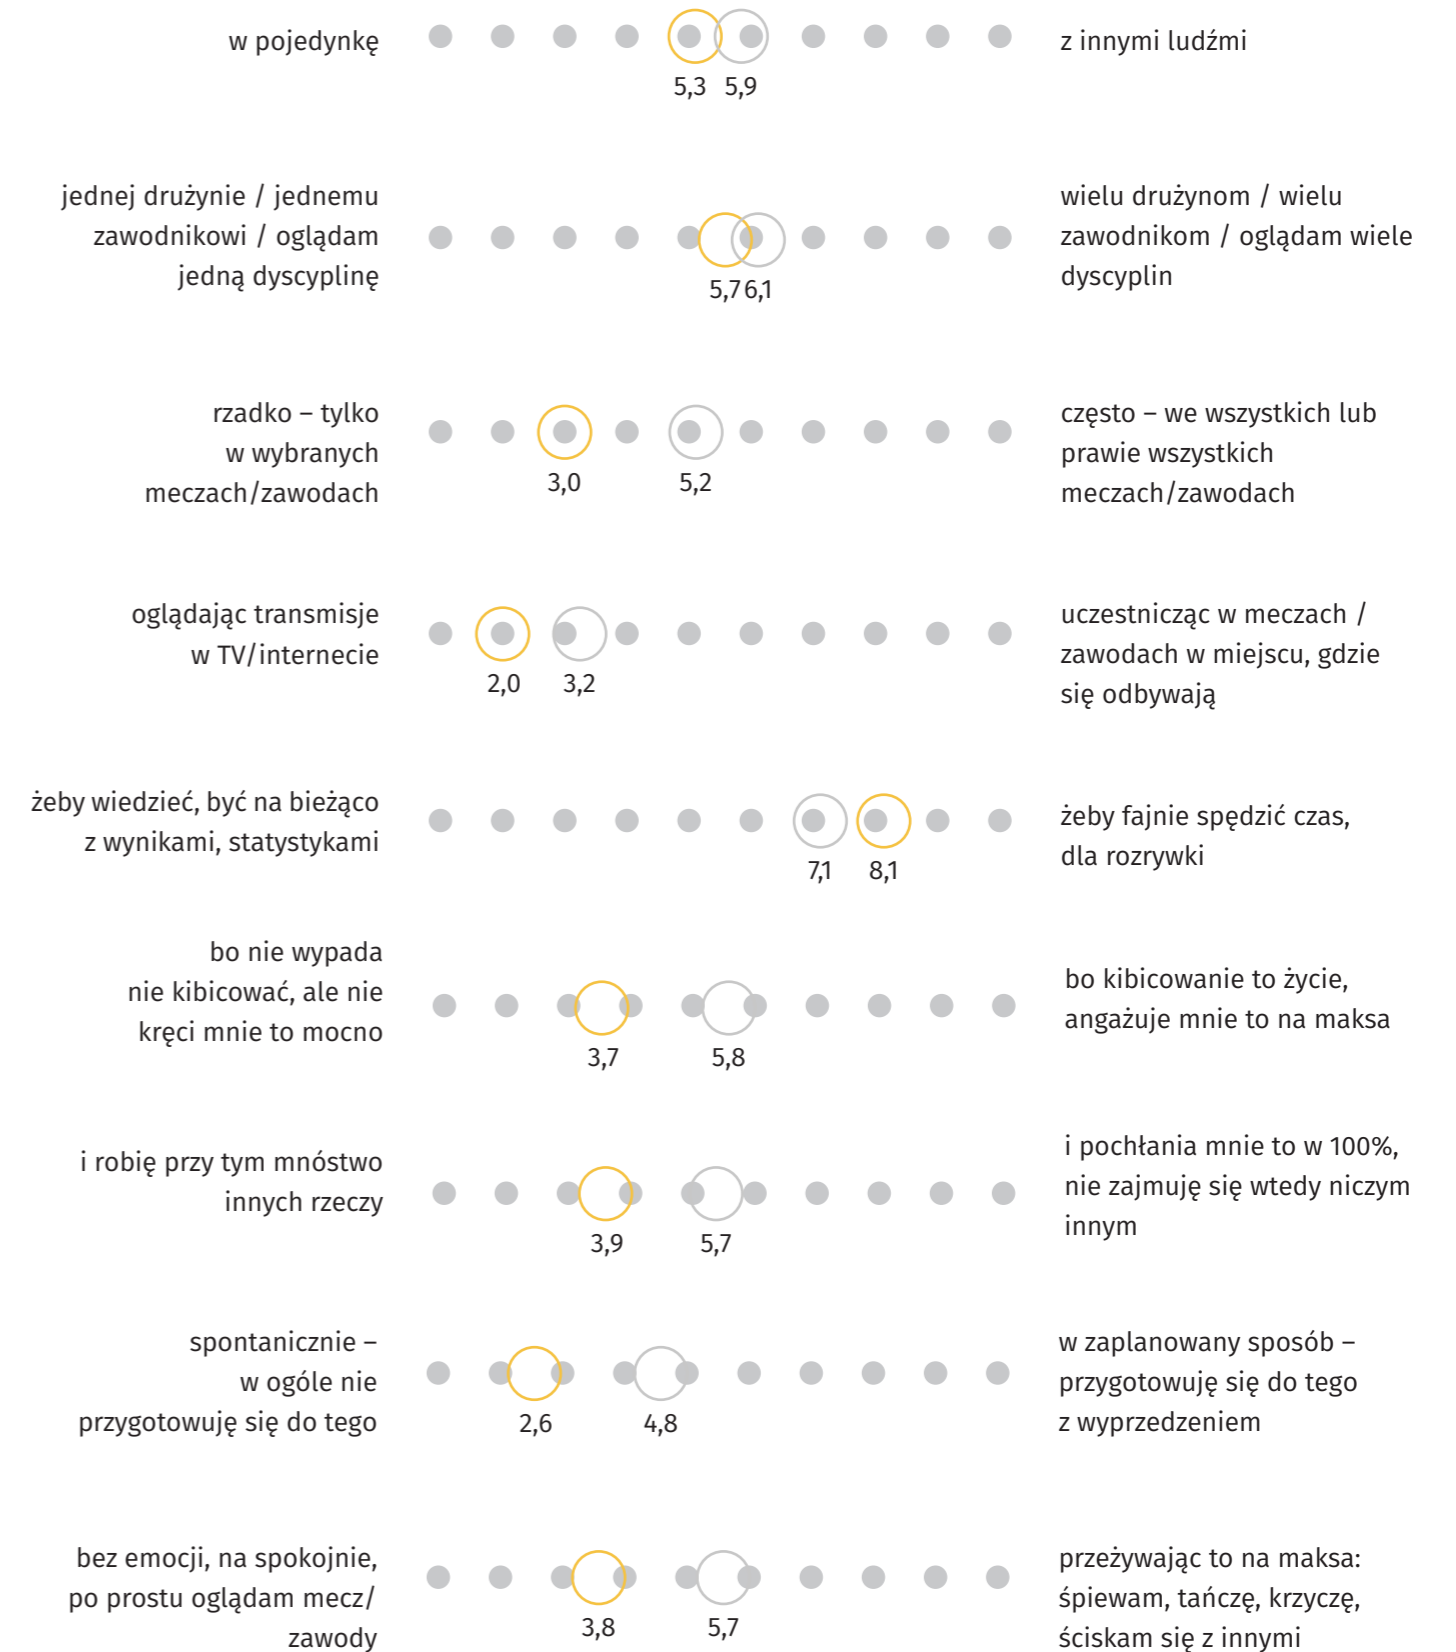 w pojedynkę
z innymi ludźmi
5,3 5,9
jednej drużynie / jednemu
zawodnikowi / oglądam
jedną dyscyplinę
wielu drużynom / wielu
zawodnikom / oglądam wiele
dyscyplin
5,7 6,1
rzadko – tylko
w wybranych
meczach/zawodach
często – we wszystkich lub
prawie wszystkich
meczach/zawodach
3,0 5,2
oglądając transmisje
w TV/internecie
uczestnicząc w meczach /
zawodach w miejscu, gdzie
się odbywają
2,0 3,2
żeby wiedzieć, być na bieżąco
z wynikami, statystykami
żeby fajnie spędzić czas,
dla rozrywki
7,1 8,1
bo nie wypada
nie kibicować, ale nie
kręci mnie to mocno
bo kibicowanie to życie,
angażuje mnie to na maksa
3,7 5,8
i robię przy tym mnóstwo
innych rzeczy
i pochłania mnie to w 100%,
nie zajmuję się wtedy niczym
innym
3,9 5,7
spontanicznie –
w ogóle nie
przygotowuję się do tego
w zaplanowany sposób –
przygotowuję się do tego
z wyprzedzeniem
2,6 4,8
bez emocji, na spokojnie,
po prostu oglądam mecz/
zawody
przeżywając to na maksa:
śpiewam, tańczę, krzyczę,
ściskam się z innymi
3,8 5,7